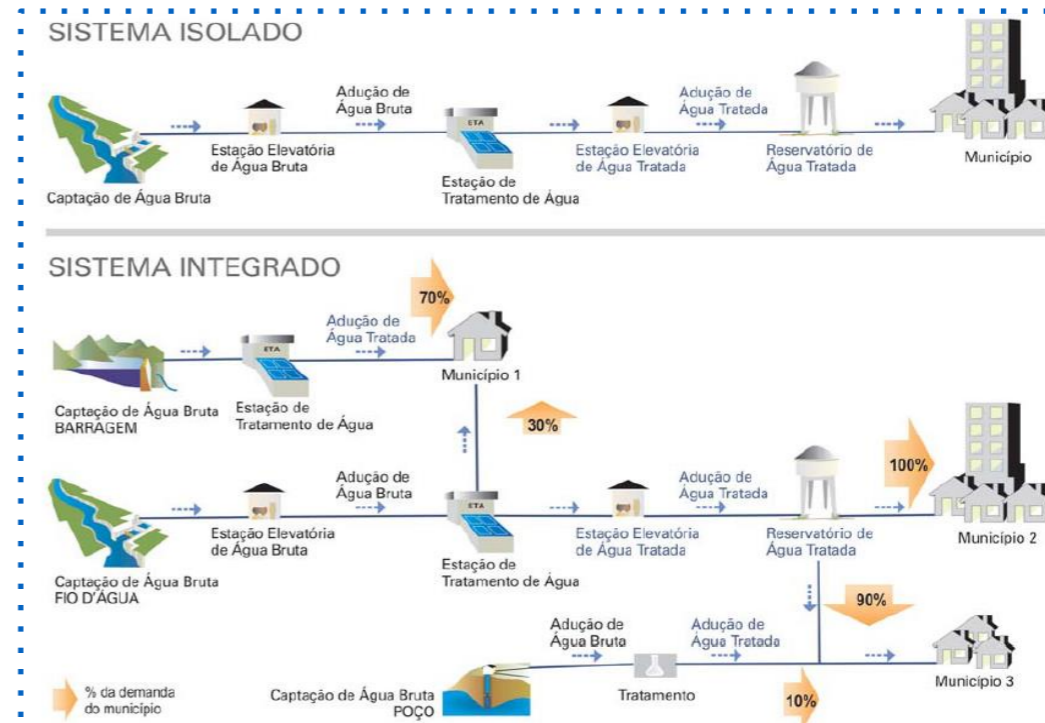 SISTEMA ISOLADO
Captação de Água Bruta
Estação Elevatória
de Água Bruta
Adução de
Água Bruta
ETA
Estação de
Tratamento de Água
Estação Elevatória
de Água Tratada
Adução de
Água Tratada
Reservatório de
Água Tratada
Município
SISTEMA INTEGRADO
Captação de Água Bruta
BARRAGEM
ETA
Estação de
Tratamento de Água
Adução de
Água Tratada
70%
Município 1
30%
Captação de Água Bruta
FIO D'ÁGUA
Estação Elevatória
de Água Bruta
Adução de
Água Bruta
ETA
Estação de
Tratamento de Água
Estação Elevatória
de Água Tratada
Adução de
Água Tratada
Reservatório de
Água Tratada
100%
Município 2
90%
Captação de Água Bruta
POÇO
Adução de
Água Bruta
Tratamento
Adução de
Água Tratada
10%
Município 3
% da demanda
do município